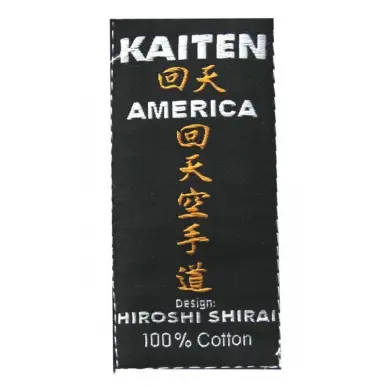 KAITEN
回天
AMERICA
回天空手道
Design:
HIROSHI SHIRAI
100% Cotton